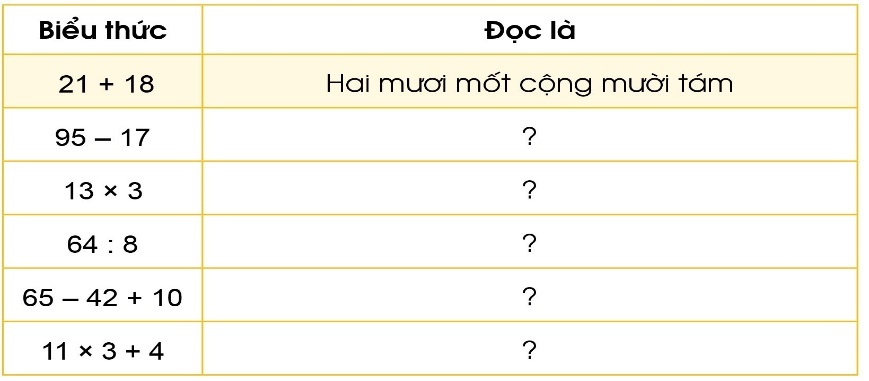 Biểu thức Đọc là
21 + 18 Hai mươi mốt cộng mười tám
95 – 17 ?
13 × 3 ?
64 : 8 ?
65 – 42 + 10 ?
11 × 3 + 4 ?